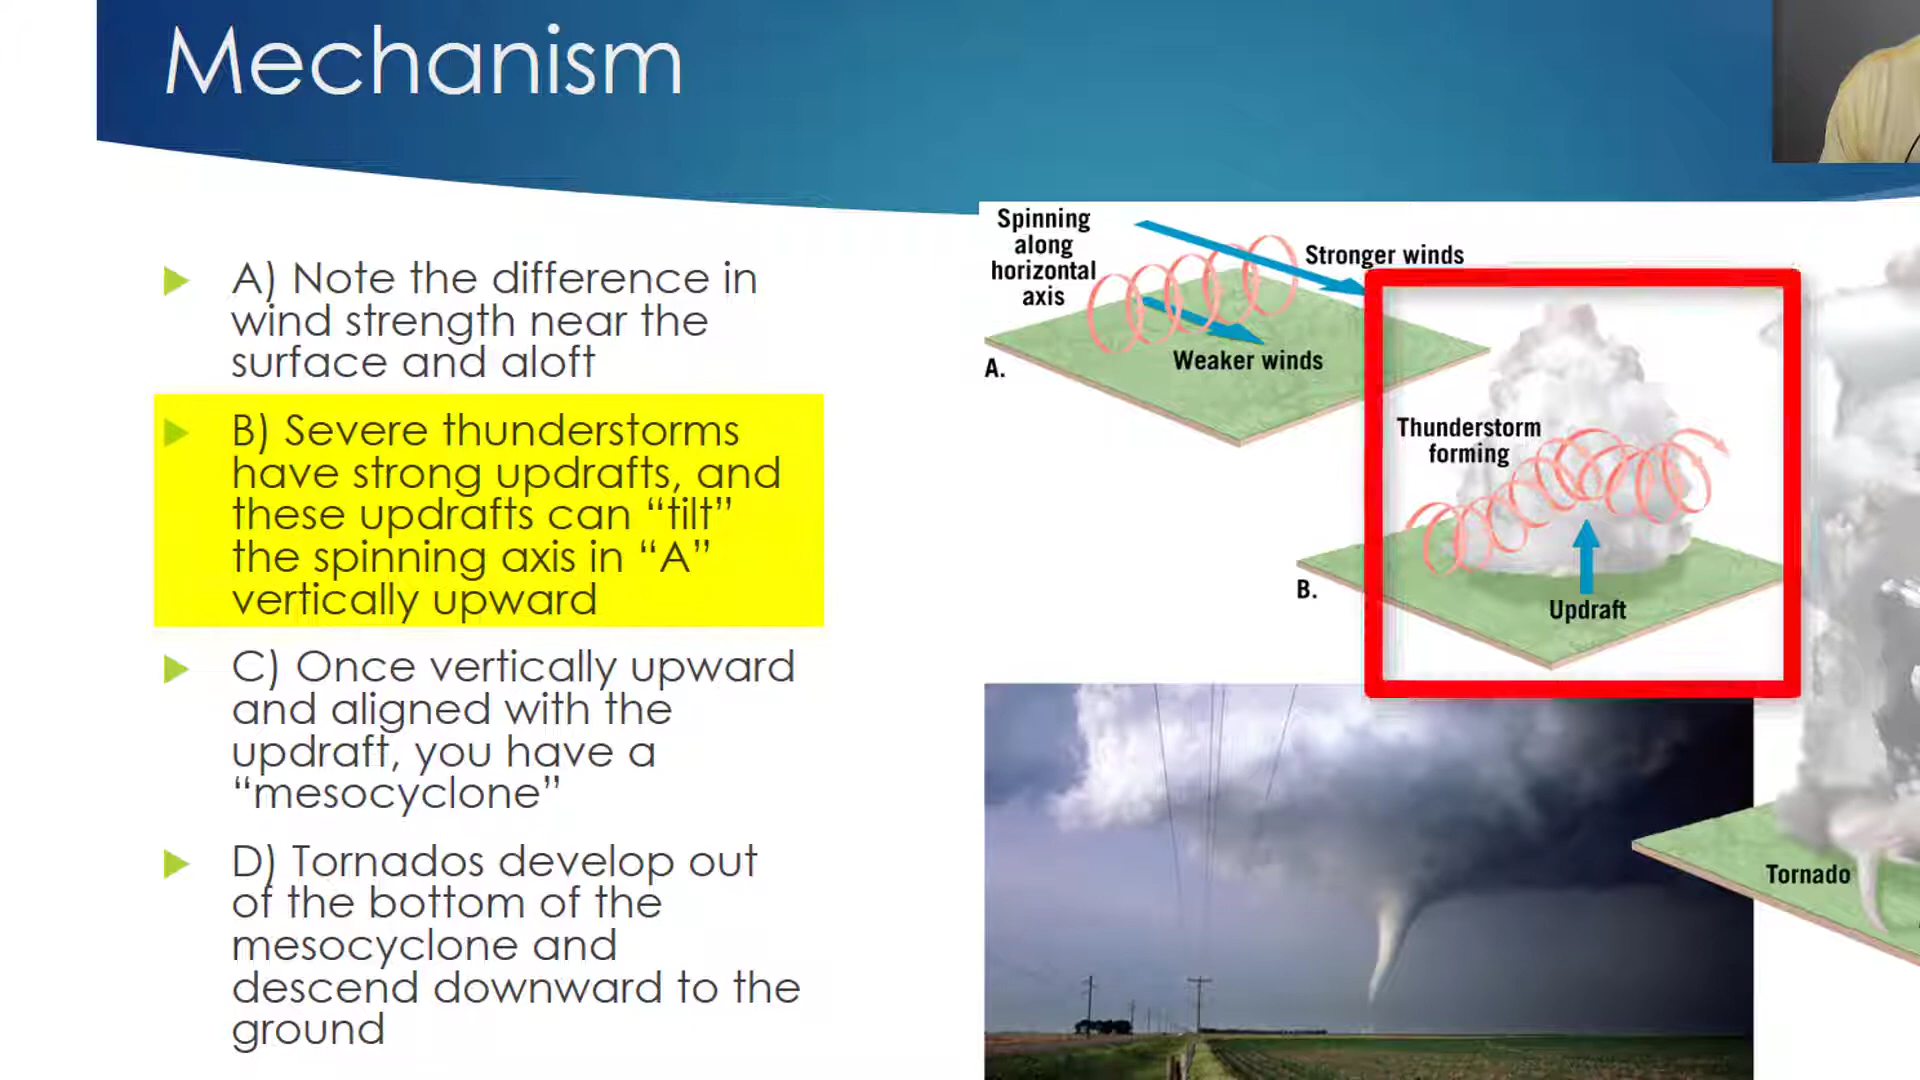 Mechanism
A) Note the difference in
wind strength near the
surface and aloft
B) Severe thunderstorms
have strong updrafts, and
these updrafts can “tilt”
the spinning axis in “A”
vertically upward
C) Once vertically upward
and aligned with the
updraft, you have a
“mesocyclone”
D) Tornados develop out
of the bottom of the
mesocyclone and
descend downward to the
ground
Spinning
along
horizontal
axis
Stronger winds
Weaker winds
A.
Thunderstorm
forming
B.
Updraft
Tornado